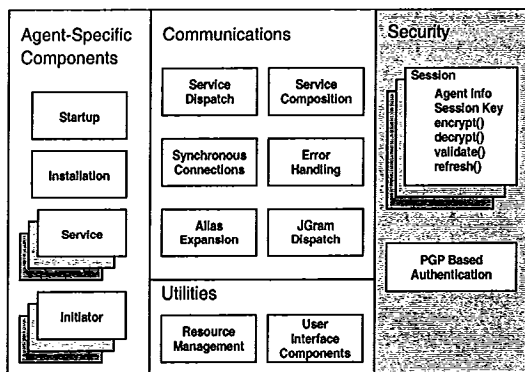 Agent-Specific
Components
Startup
Installation
Service
Initiator
Communications
Service
Dispatch
Service
Composition
Synchronous
Connections
Error
Handling
Alias
Expansion
JGram
Dispatch
Utilities
Resource
Management
User
Interface
Components
Security
Session
Agent Info
Session Key
encrypt()
decrypt()
validate()
refresh()
PGP Based
Authentication